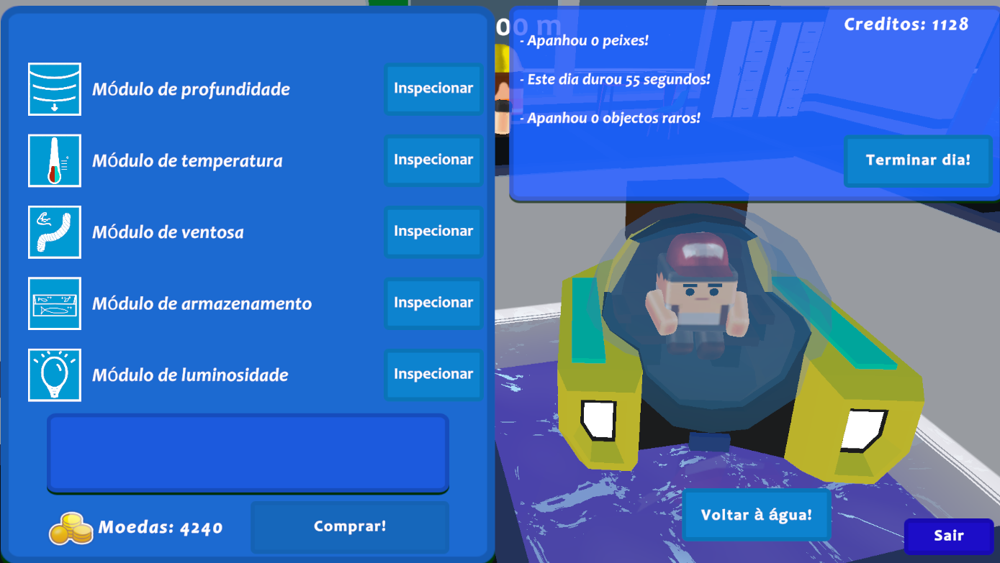 Módulo de profundidade
Inspecionar
Módulo de temperatura
Inspecionar
Módulo de ventosa
Inspecionar
Módulo de armazenamento
Inspecionar
Módulo de luminosidade
Inspecionar
Moedas: 4240
Comprar!
00 m
Creditos: 1128
- Apanhou 0 peixes!
- Este dia durou 55 segundos!
- Apanhou 0 objectos raros!
Terminar dia!
Voltar à água!
Sair